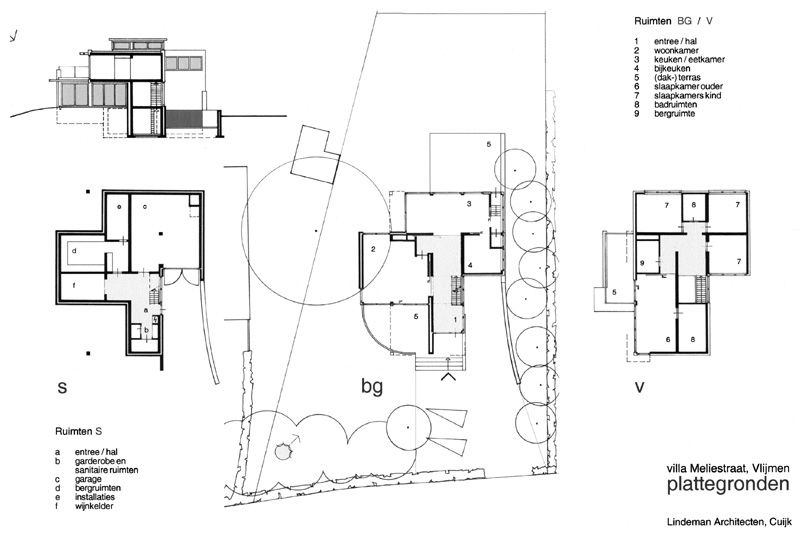 Ruimten BG / V
1 entree / hal
2 woonkamer
3 keuken / eetkamer
4 bijkeuken
5 (dak-) terras
6 slaapkamer ouder
7 slaapkamers kind
8 badruimten
9 bergruimte
5
3
2
4
5
1
e
c
d
f
a
b
7
8
7
9
7
5
6
8
s
bg
v
Ruimten S
a entree / hal
b garderobe en
sanitaire ruimten
c garage
d bergruimten
e installaties
f wijnkelder
villa Meliestraat, Vlijmen
plattegronden
Lindeman Architecten, Cuijk